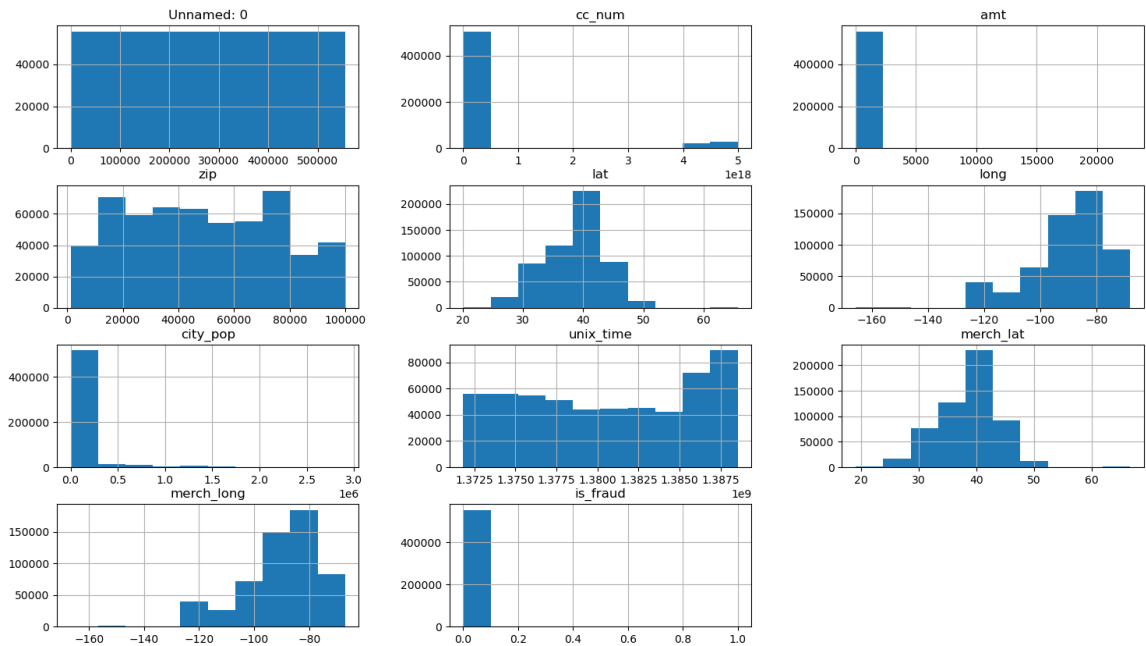 Unnamed: 0
cc_num
amt
40000
20000
0
0 100000 200000 300000 400000 500000
400000
200000
0
0 1 2 3 4 5
1e18
400000
200000
0
0 5000 10000 15000 20000
zip
lat
long
60000
40000
20000
0
0 20000 40000 60000 80000 100000
200000
150000
100000
50000
0
20 30 40 50 60
150000
100000
50000
0
−160 −140 −120 −100 −80
city_pop
unix_time
merch_lat
400000
200000
0
0.0 0.5 1.0 1.5 2.0 2.5 3.0
1e6
80000
60000
40000
20000
0
1.3725 1.3750 1.3775 1.3800 1.3825 1.3850 1.3875
1e9
200000
150000
100000
50000
0
20 30 40 50 60
merch_long
is_fraud
150000
100000
50000
0
−160 −140 −120 −100 −80
400000
200000
0
0.0 0.2 0.4 0.6 0.8 1.0